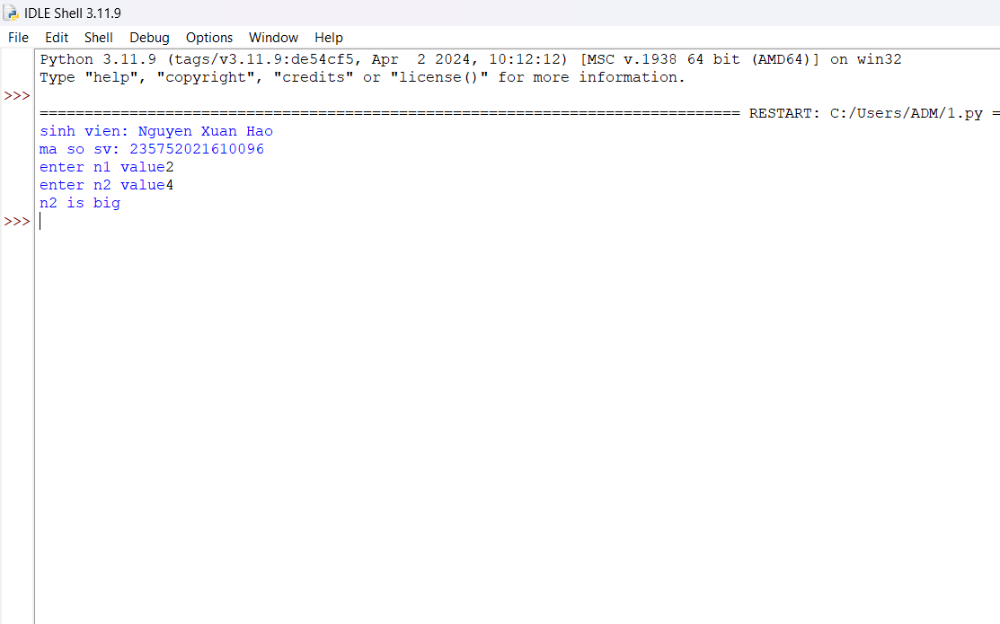 IDLE Shell 3.11.9
File Edit Shell Debug Options Window Help
Python 3.11.9 (tags/v3.11.9:de54cf5, Apr  2 2024, 10:12:12) [MSC v.1938 64 bit (AMD64)] on win32
Type "help", "copyright", "credits" or "license()" for more information.
>>>
============================================================================== RESTART: C:/Users/ADM/1.py =
sinh vien: Nguyen Xuan Hao
ma so sv: 235752021610096
enter n1 value2
enter n2 value4
n2 is big
>>>